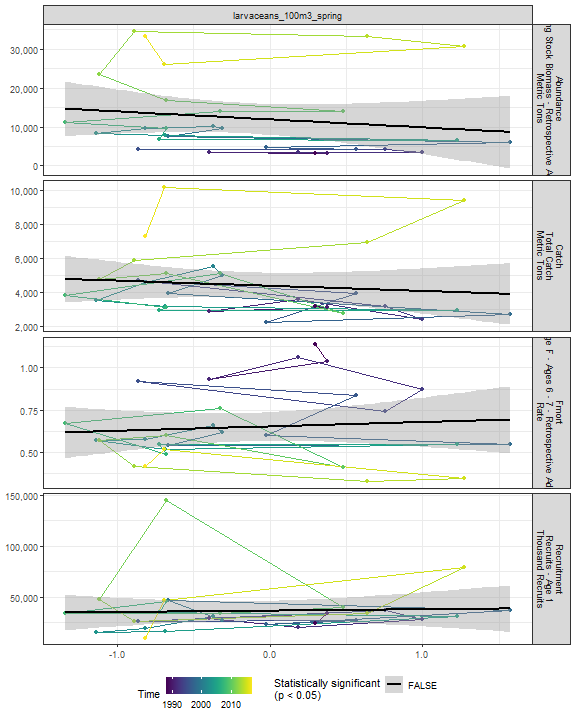 larvaceans_100m3_spring
30,000
20,000
10,000
0
Abundance
Stock Biomass - Retrospective
Metric Tons
10,000
8,000
6,000
4,000
2,000
Catch
Total Catch
Metric Tons
1.00
0.75
0.50
Fmort
F - Ages 6 - 7 - Retrospective
Rate
150,000
100,000
50,000
Recruitment
Recruits - Age 1
Thousand Recruits
-1.0
0.0
1.0
Time
1990 2000 2010
Statistically significant
(p < 0.05)
FALSE